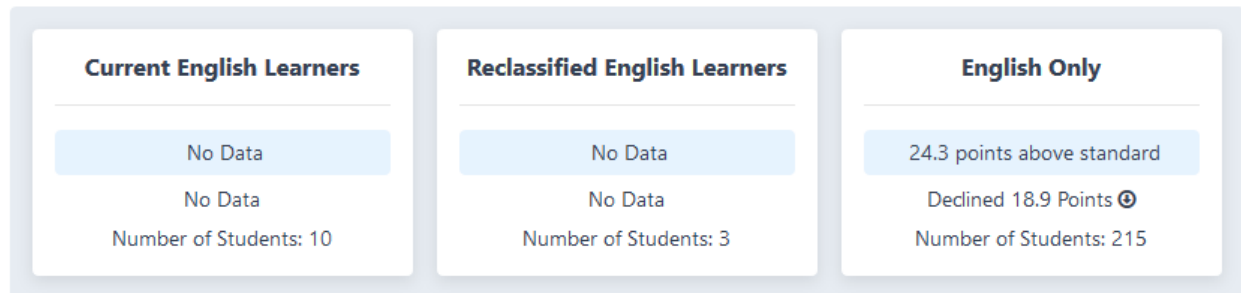 Current English Learners
No Data
No Data
Number of Students: 10
Reclassified English Learners
No Data
No Data
Number of Students: 3
English Only
24.3 points above standard
Declined 18.9 Points
Number of Students: 215